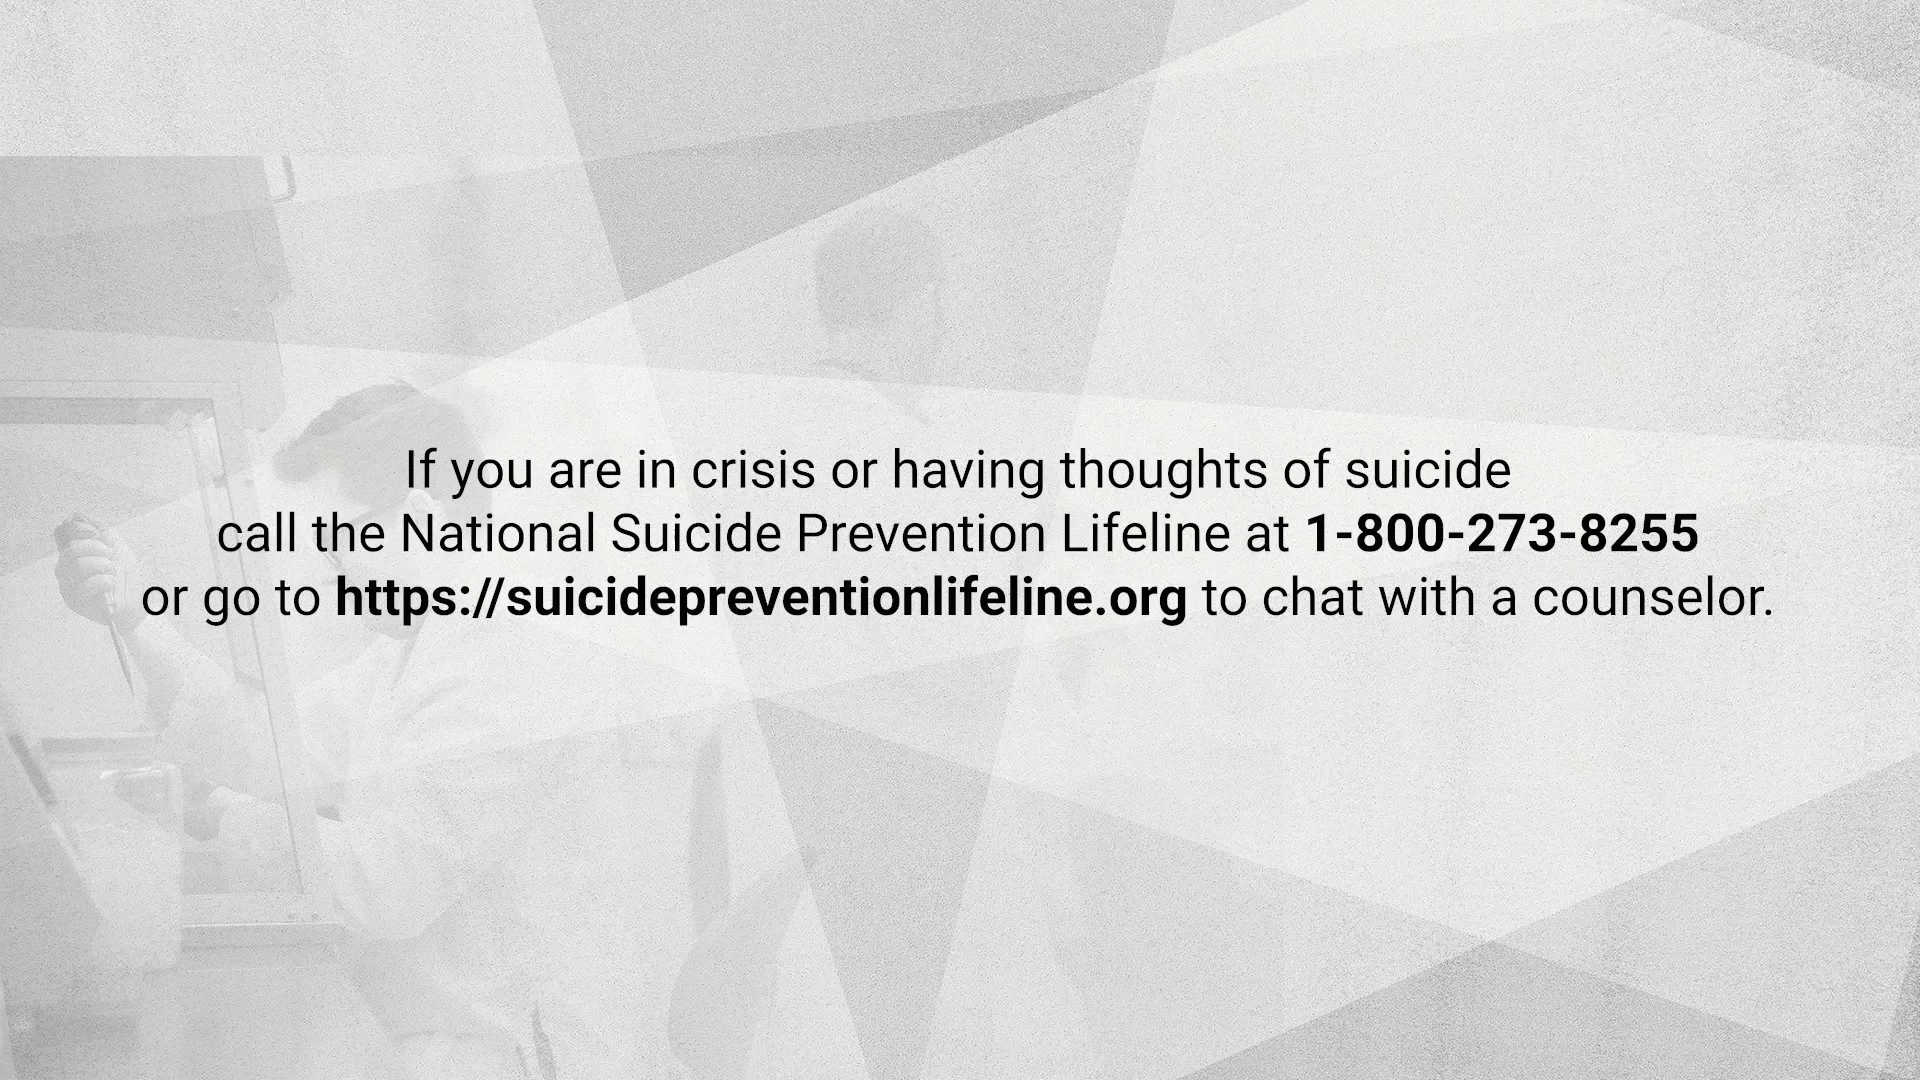 If you are in crisis or having thoughts of suicide
call the National Suicide Prevention Lifeline at 1-800-273-8255
or go to https://suicidepreventionlifeline.org to chat with a counselor.